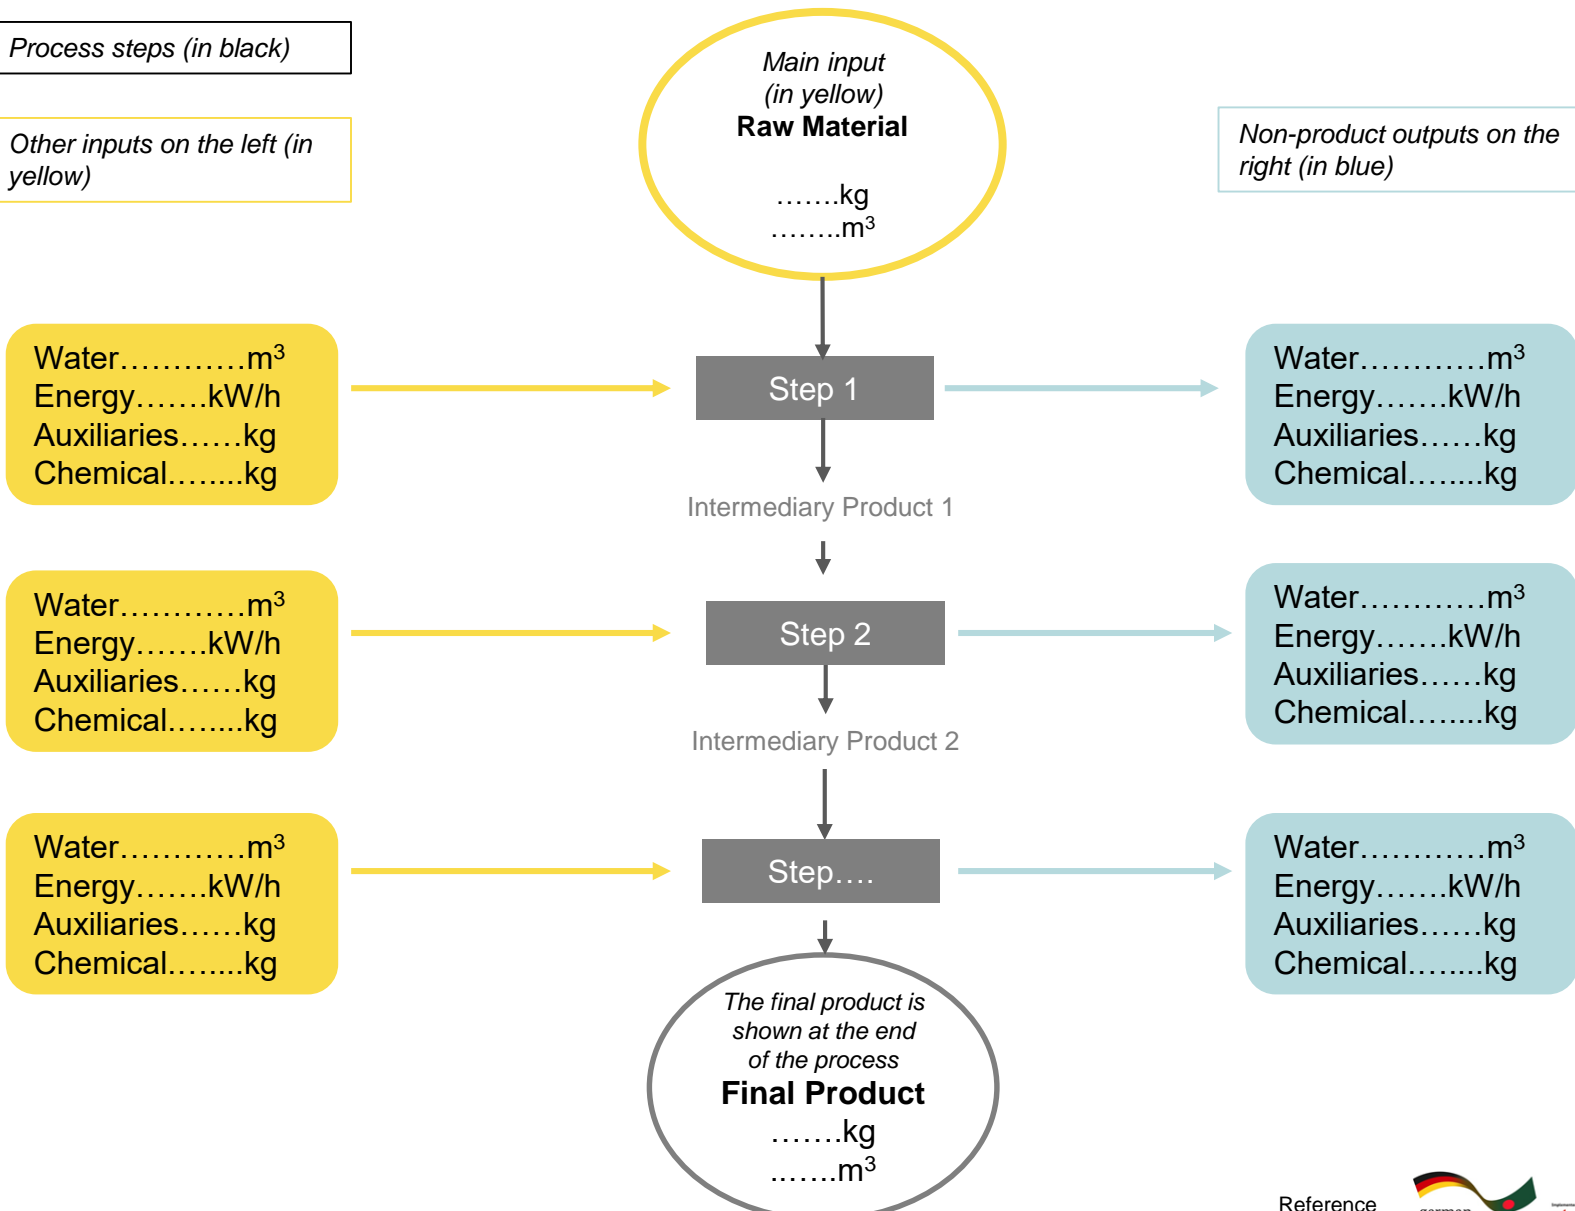 Process steps (in black)
Other inputs on the left (in
yellow)
Main input
(in yellow)
Raw Material
…….kg
……..m³
Non-product outputs on the
right (in blue)
Water…………m³
Energy…….kW/h
Auxiliaries……kg
Chemical…......kg
Step 1
Water…………m³
Energy…….kW/h
Auxiliaries……kg
Chemical…......kg
Intermediary Product 1
Water…………m³
Energy…….kW/h
Auxiliaries……kg
Chemical…......kg
Step 2
Water…………m³
Energy…….kW/h
Auxiliaries……kg
Chemical…......kg
Intermediary Product 2
Water…………m³
Energy…….kW/h
Auxiliaries……kg
Chemical…......kg
Step….
Water…………m³
Energy…….kW/h
Auxiliaries……kg
Chemical…......kg
The final product is
shown at the end
of the process
Final Product
…….kg
..…..m³
Reference
german